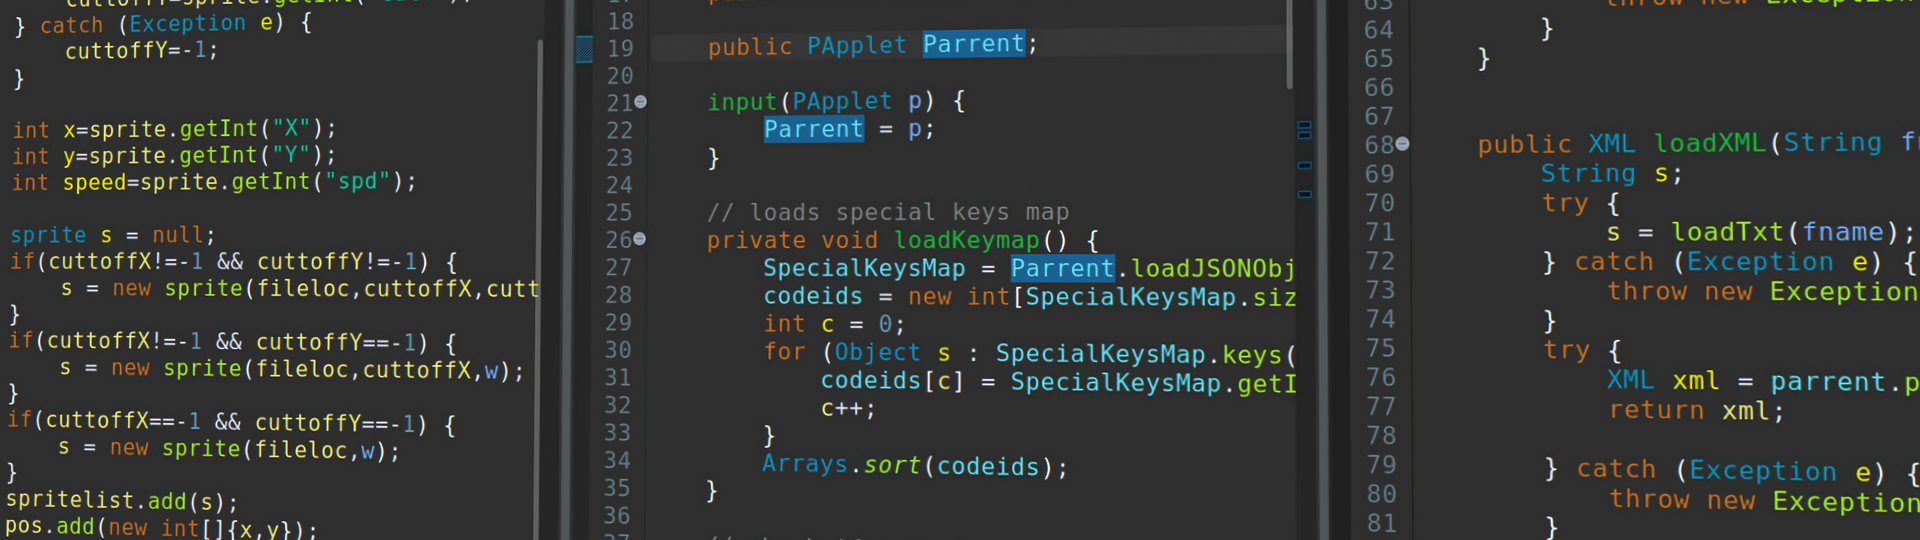 } catch (Exception e) {
cuttoffY=-1;
}
int x=sprite.getInt("X");
int y=sprite.getInt("Y");
int speed=sprite.getInt("spd");
sprite s = null;
if(cuttoffX!=-1 && cuttoffY!=-1) {
s = new sprite(fileloc,cuttoffX,cutt
}
if(cuttoffX!=-1 && cuttoffY==-1) {
s = new sprite(fileloc,cuttoffX,w);
}
if(cuttoffX==-1 && cuttoffY==-1) {
s = new sprite(fileloc,w);
}
spritelist.add(s);
pos.add(new int[]{x,y});
18
19 public PApplet Parrent;
20
21 input(PApplet p) {
22 Parrent = p;
23 }
24
25 // loads special keys map
26 private void loadKeymap() {
27 SpecialKeysMap = Parrent.loadJSONObj
28 codeids = new int[SpecialKeysMap.siz
29 int c = 0;
30 for (Object s : SpecialKeysMap.keys(
31 codeids[c] = SpecialKeysMap.getI
32 c++;
33 }
34 Arrays.sort(codeids);
35 }
36
63 throw new Exception
64 }
65 }
66
67
68 public XML loadXML(String fn
69 String s;
70 try {
71 s = loadTxt(fname);
72 } catch (Exception e) {
73 throw new Exception
74 }
75 try {
76 XML xml = parrent.p
77 return xml;
78
79 } catch (Exception e) {
80 throw new Exception
81 }